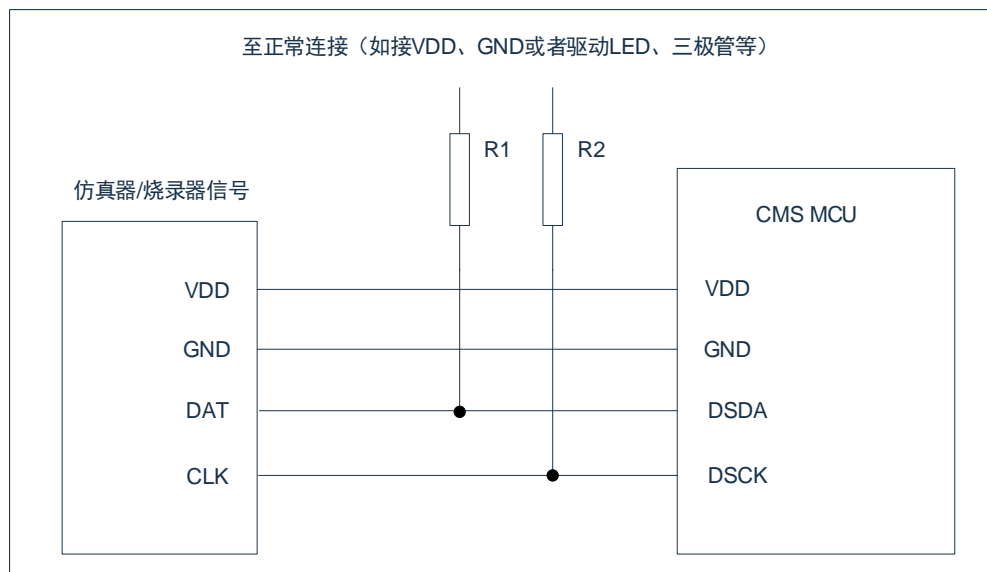 至正常连接（如接VDD、GND或者驱动LED、三极管等）
R1
R2
仿真器/烧录器信号
CMS MCU
VDD
VDD
GND
GND
DAT
DSDA
CLK
DSCK